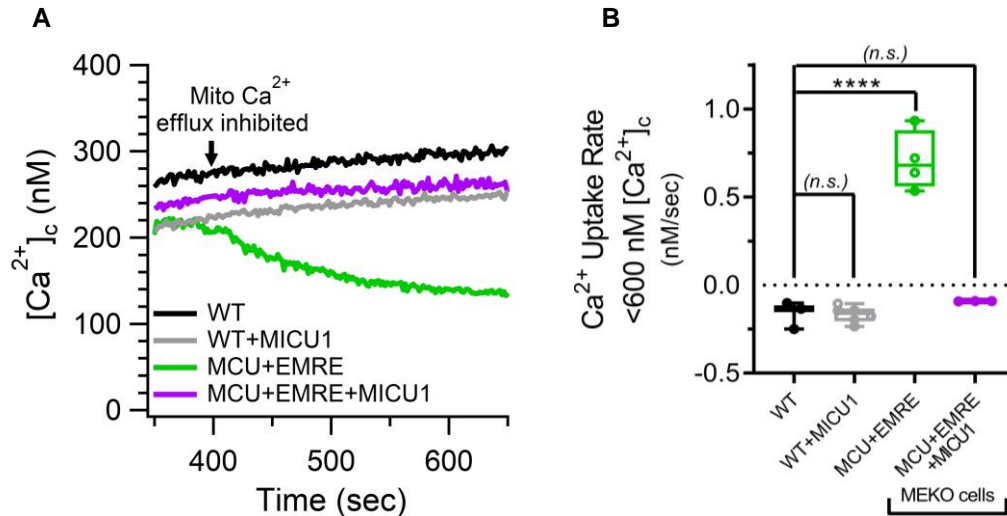 A
400
300
200
100
0
[Ca²⁺]c (nM)
Mito Ca²⁺
efflux inhibited
WT
WT+MICU1
MCU+EMRE
MCU+EMRE+MICU1
400
500
600
Time (sec)
B
Ca²⁺ Uptake Rate
<600 nM [Ca²⁺]c
(nM/sec)
1.0
0.5
0.0
-0.5
(n.s.)
****
(n.s.)
WT
WT+MICU1
MCU+EMRE
MCU+EMRE
+MICU1
MEKO cells